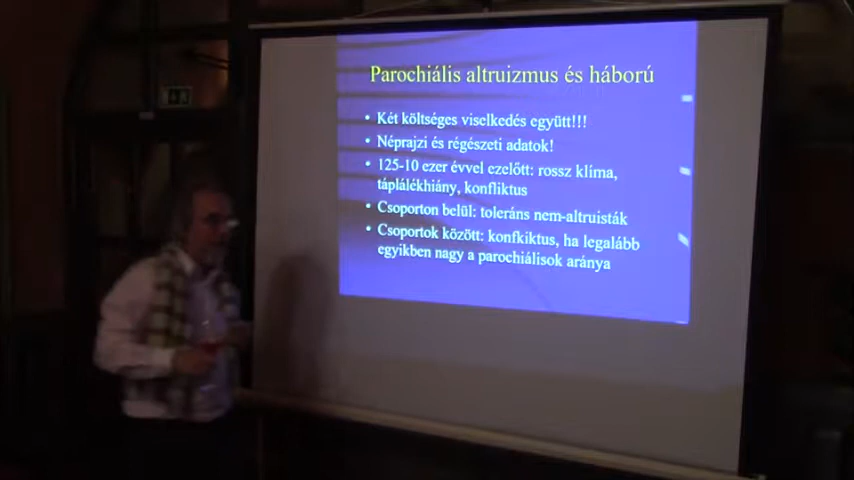 Parochiális altruizmus és háború
• Két költséges viselkedés együtt!!!
• Néprajzi és régészeti adatok!
• 125-10 ezer évvel ezelőtt: rossz klíma,
táplálékhiány, konfliktus
• Csoporton belül: toleráns nem-altruisták
• Csoportok között: konfkiktus, ha legalább
egyikben nagy a parochiálisok aránya